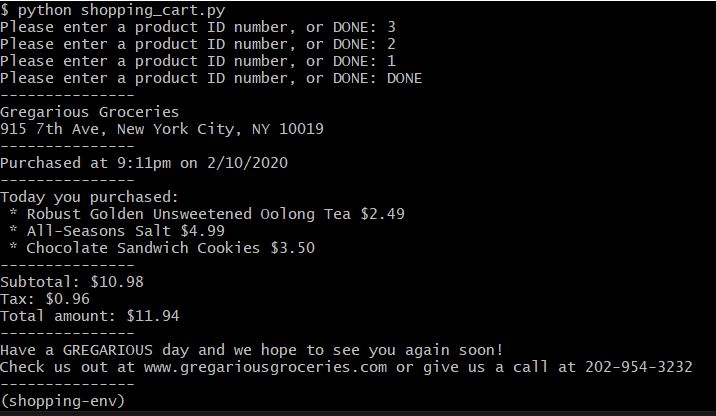 $ python shopping_cart.py
Please enter a product ID number, or DONE: 3
Please enter a product ID number, or DONE: 2
Please enter a product ID number, or DONE: 1
Please enter a product ID number, or DONE: DONE
---------------
Gregarious Groceries
915 7th Ave, New York City, NY 10019
---------------
Purchased at 9:11pm on 2/10/2020
---------------
Today you purchased:
 * Robust Golden Unsweetened Oolong Tea $2.49
 * All-Seasons Salt $4.99
 * Chocolate Sandwich Cookies $3.50
---------------
Subtotal: $10.98
Tax: $0.96
Total amount: $11.94
---------------
Have a GREGARIOUS day and we hope to see you again soon!
Check us out at www.gregariousgroceries.com or give us a call at 202-954-3232
---------------
(shopping-env)